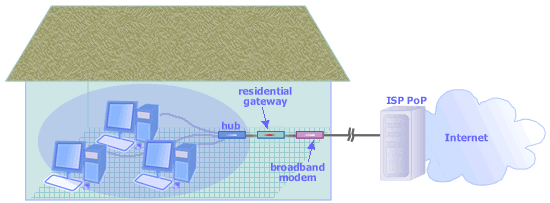 residential
gateway
hub
broadband
modem
ISP PoP
Internet